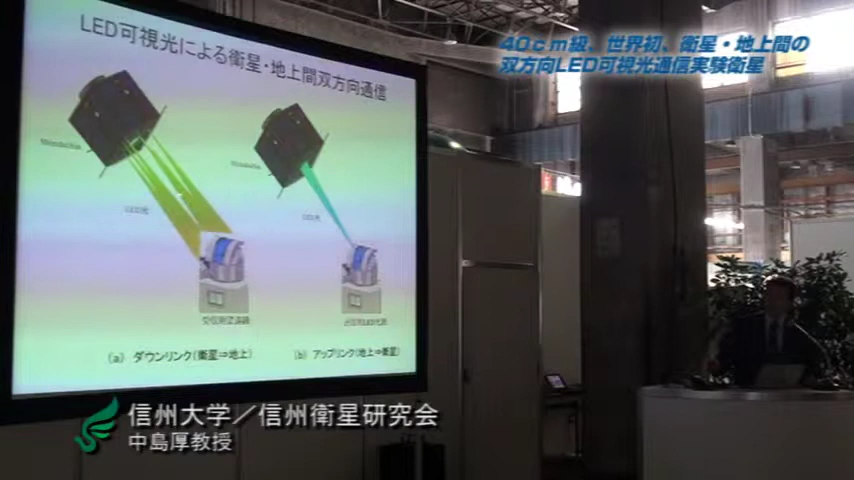 LED可視光による衛星・地上間双方向通信
40cm級、世界初、衛星・地上間の
双方向LED可視光通信実験衛星
LED光
LED光
(a) ダウンリンク(衛星⇒地上)
(b) アップリンク(地上⇒衛星)
信州大学／信州衛星研究会
中島厚教授